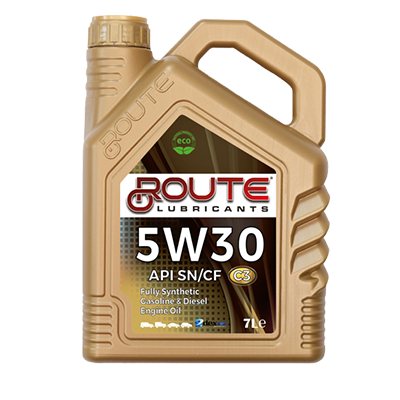 ROUTE
eco
ROUTE®
LUBRICANTS
5W30
API SN/CF C3
Fully Synthetic
Gasoline & Diesel
Engine Oil
7L e